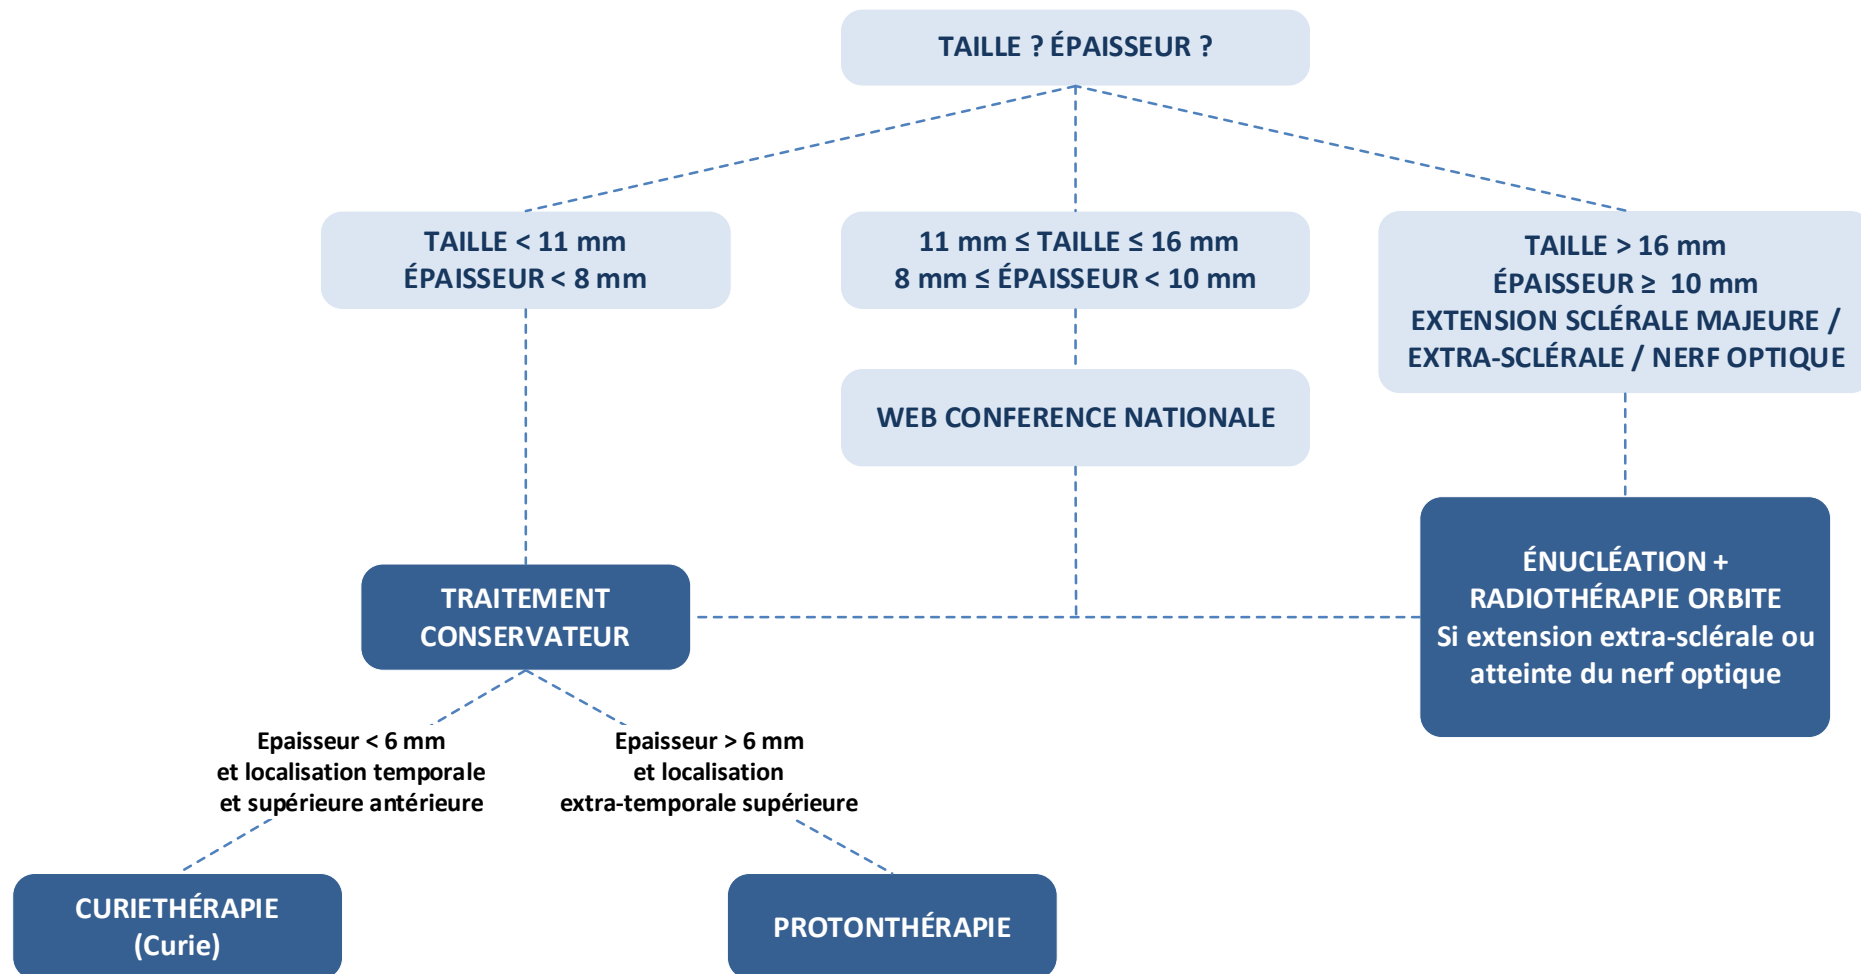 TAILLE ? ÉPAISSEUR ?
TAILLE < 11 mm
ÉPAISSEUR < 8 mm
11 mm ≤ TAILLE ≤ 16 mm
8 mm ≤ ÉPAISSEUR < 10 mm
TAILLE > 16 mm
ÉPAISSEUR ≥ 10 mm
EXTENSION SCLÉRALE MAJEURE /
EXTRA-SCLÉRALE / NERF OPTIQUE
WEB CONFERENCE NATIONALE
TRAITEMENT
CONSERVATEUR
ÉNUCLÉATION +
RADIOTHÉRAPIE ORBITE
Si extension extra-sclérale ou
atteinte du nerf optique
Epaisseur < 6 mm
et localisation temporale
et supérieure antérieure
Epaisseur > 6 mm
et localisation
extra-temporale supérieure
CURIETHÉRAPIE
(Curie)
PROTONTHÉRAPIE